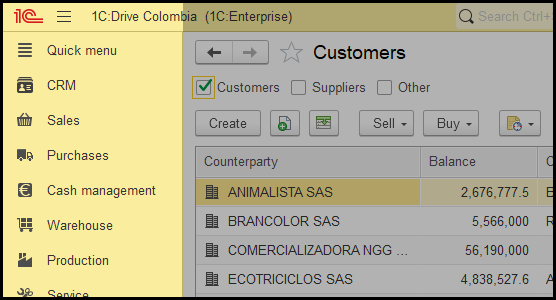 1C 1C:Drive Colombia (1C:Enterprise) Search Ctrl+
Quick menu
CRM
Sales
Purchases
Cash management
Warehouse
Production
Service
Customers
Customers Suppliers Other
Create Sell Buy
Counterparty Balance
ANIMALISTA SAS 2,676,777.5
BRANCOLOR SAS 5,566,000
COMERCIALIZADORA NGG ... 56,190,000
ECOTRICICLOS SAS 4,838,527.6